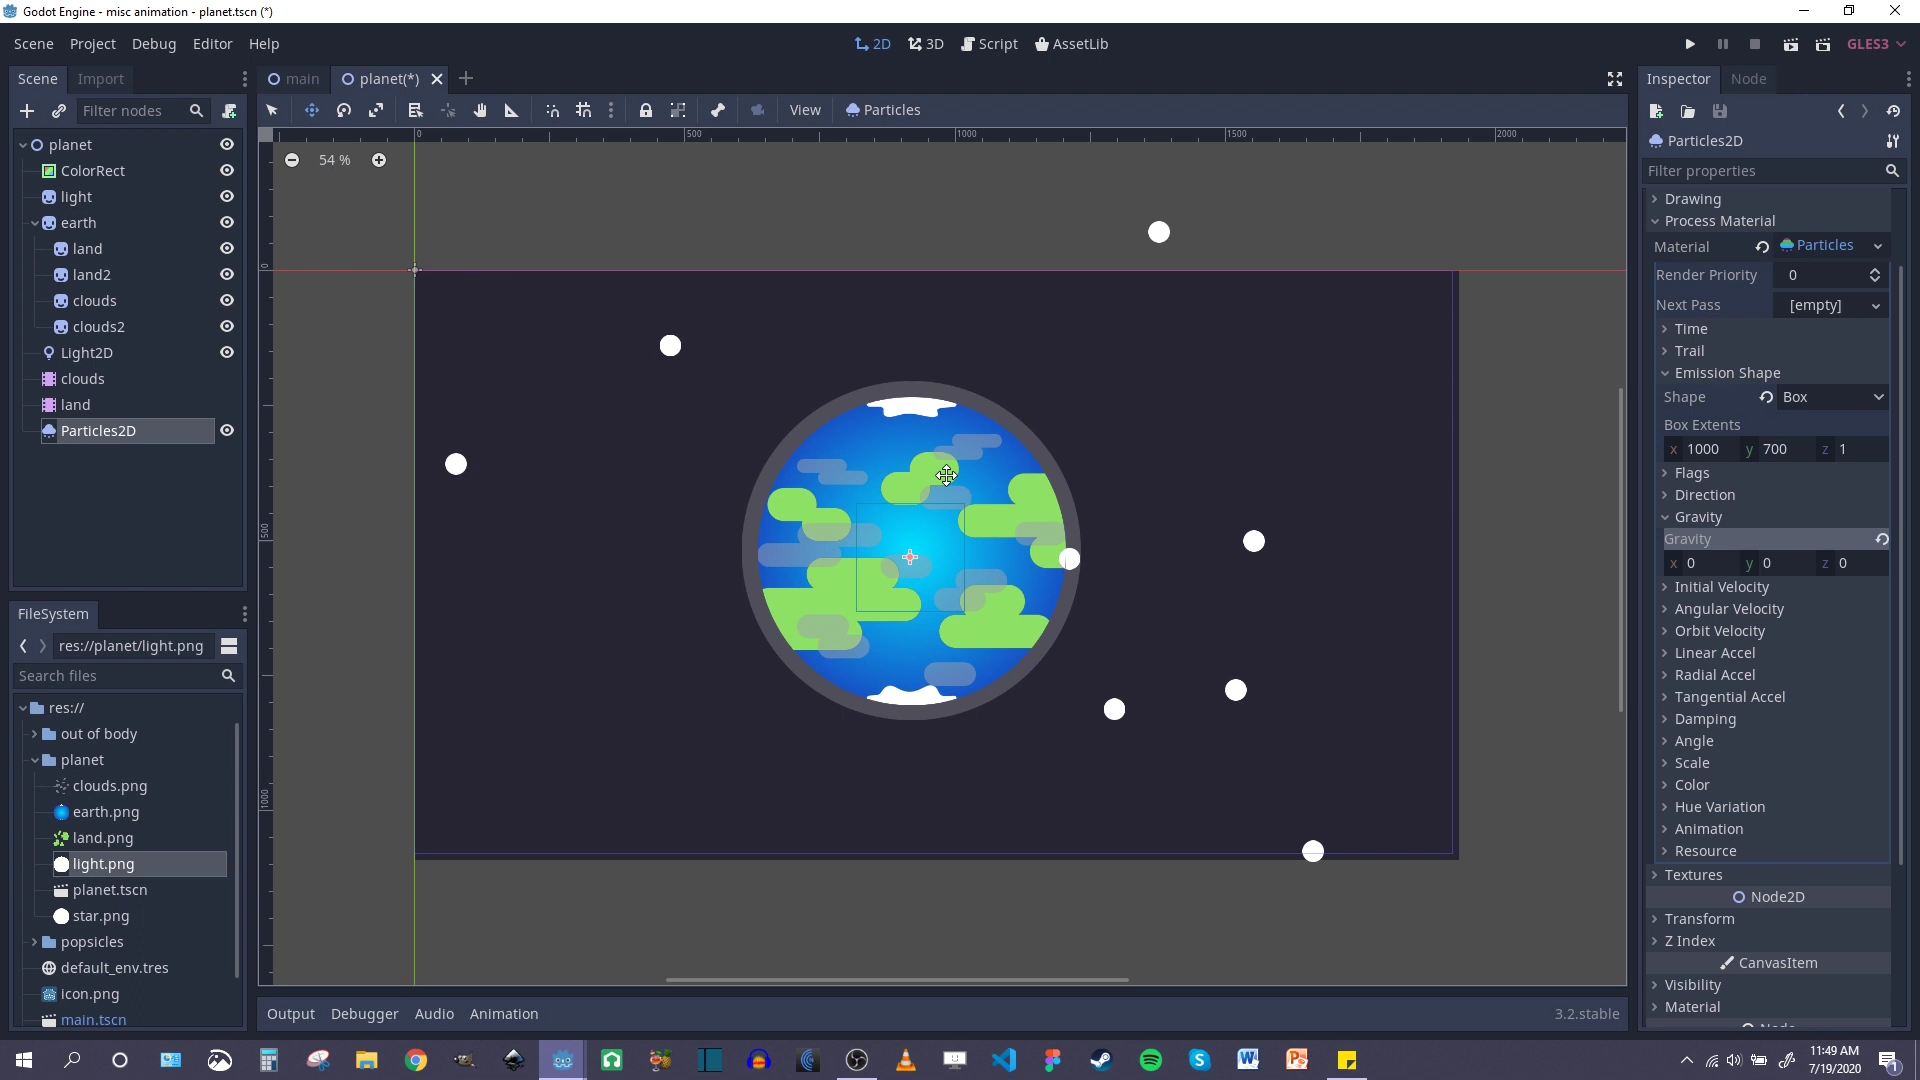 Godot Engine - misc animation - planet.tscn (*)
Scene Project Debug Editor Help
2D 3D Script AssetLib
GLES3
Scene Import
Filter nodes
planet
ColorRect
light
earth
land
land2
clouds
clouds2
Light2D
clouds
land
Particles2D
FileSystem
res://planet/light.png
Search files
res://
out of body
planet
clouds.png
earth.png
land.png
light.png
planet.tscn
star.png
popsicles
default_env.tres
icon.png
main.tscn
main planet(*)
View Particles
0 500 1000 1500 2000
54 %
0
500
1000
Output Debugger Audio Animation
3.2.stable
Inspector Node
Particles2D
Filter properties
Drawing
Process Material
Material Particles
Render Priority 0
Next Pass [empty]
Time
Trail
Emission Shape
Shape Box
Box Extents
x 1000 y 700 z 1
Flags
Direction
Gravity
Gravity
x 0 y 0 z 0
Initial Velocity
Angular Velocity
Orbit Velocity
Linear Accel
Radial Accel
Tangential Accel
Damping
Angle
Scale
Color
Hue Variation
Animation
Resource
Textures
Node2D
Transform
Z Index
CanvasItem
Visibility
Material
11:49 AM
7/19/2020
1